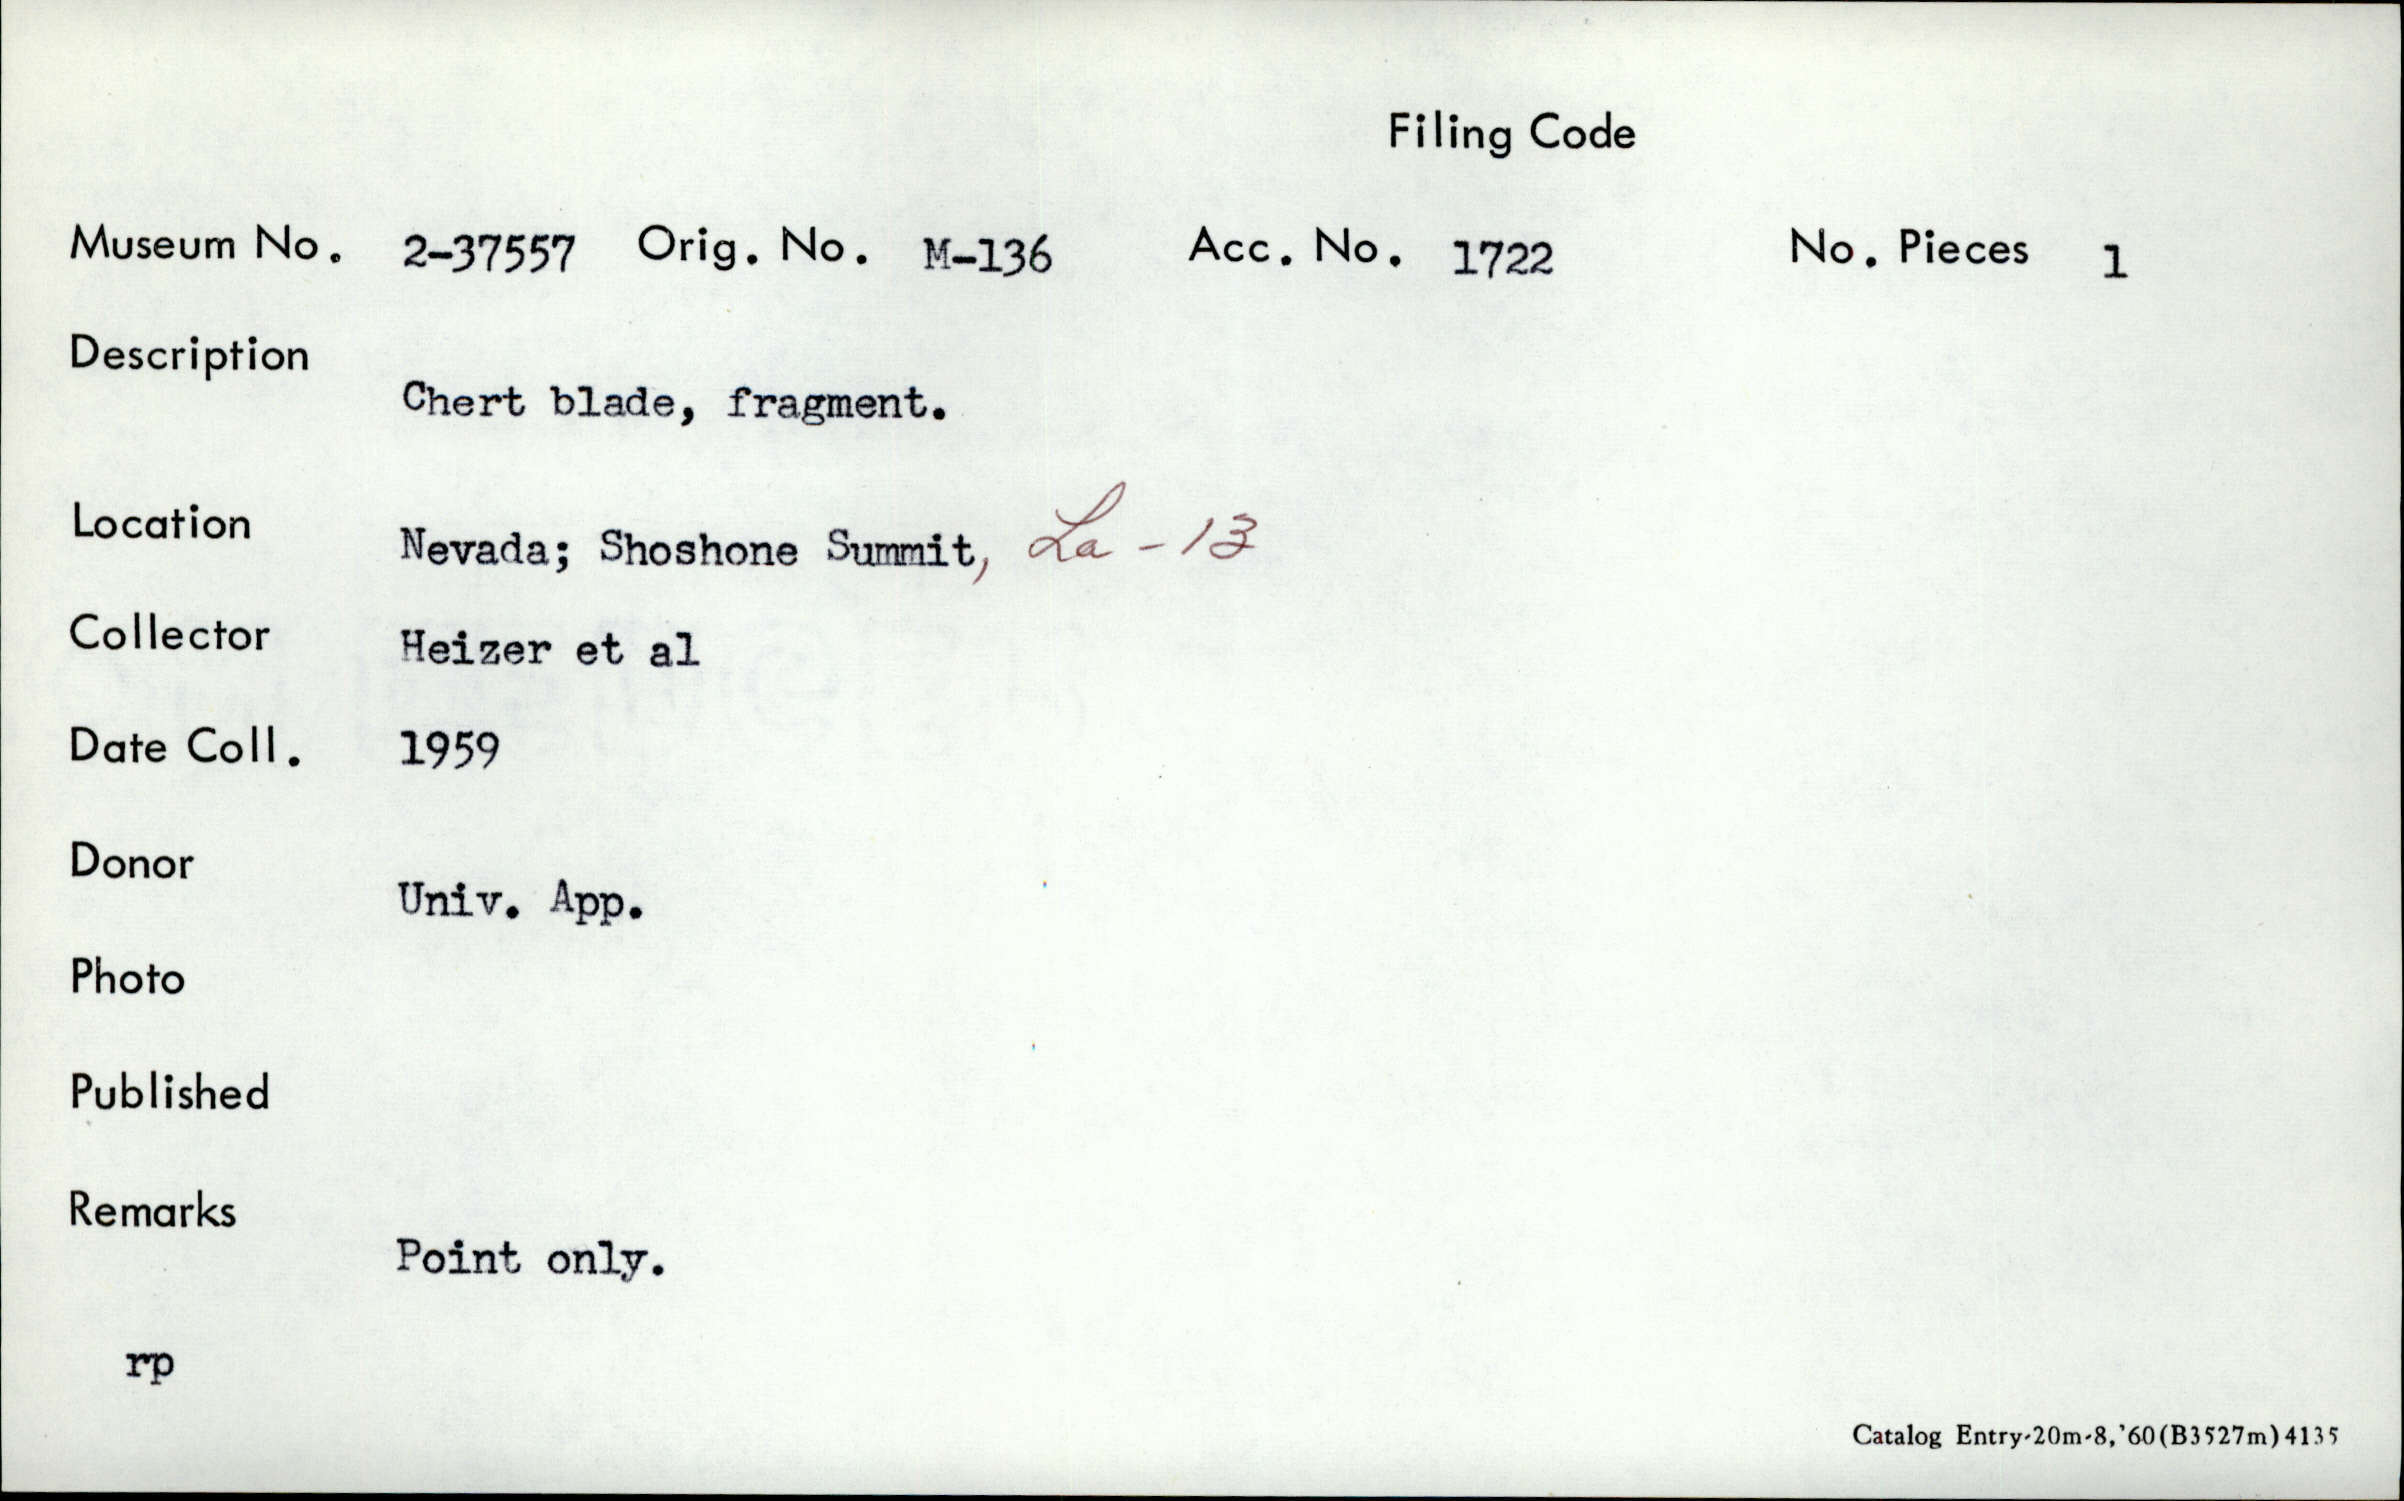 Filing Code
Museum No. 2-37557 Orig. No. M-136 Acc. No. 1722 No. Pieces 1
Description
Chert blade, fragment.
Location
Nevada; Shoshone Summit, La - 13
Collector Heizer et al
Date Coll. 1959
Donor
Univ. App.
Photo
Published
Remarks
Point only.
rp
Catalog Entry-20m-8,'60(B3527m)4135